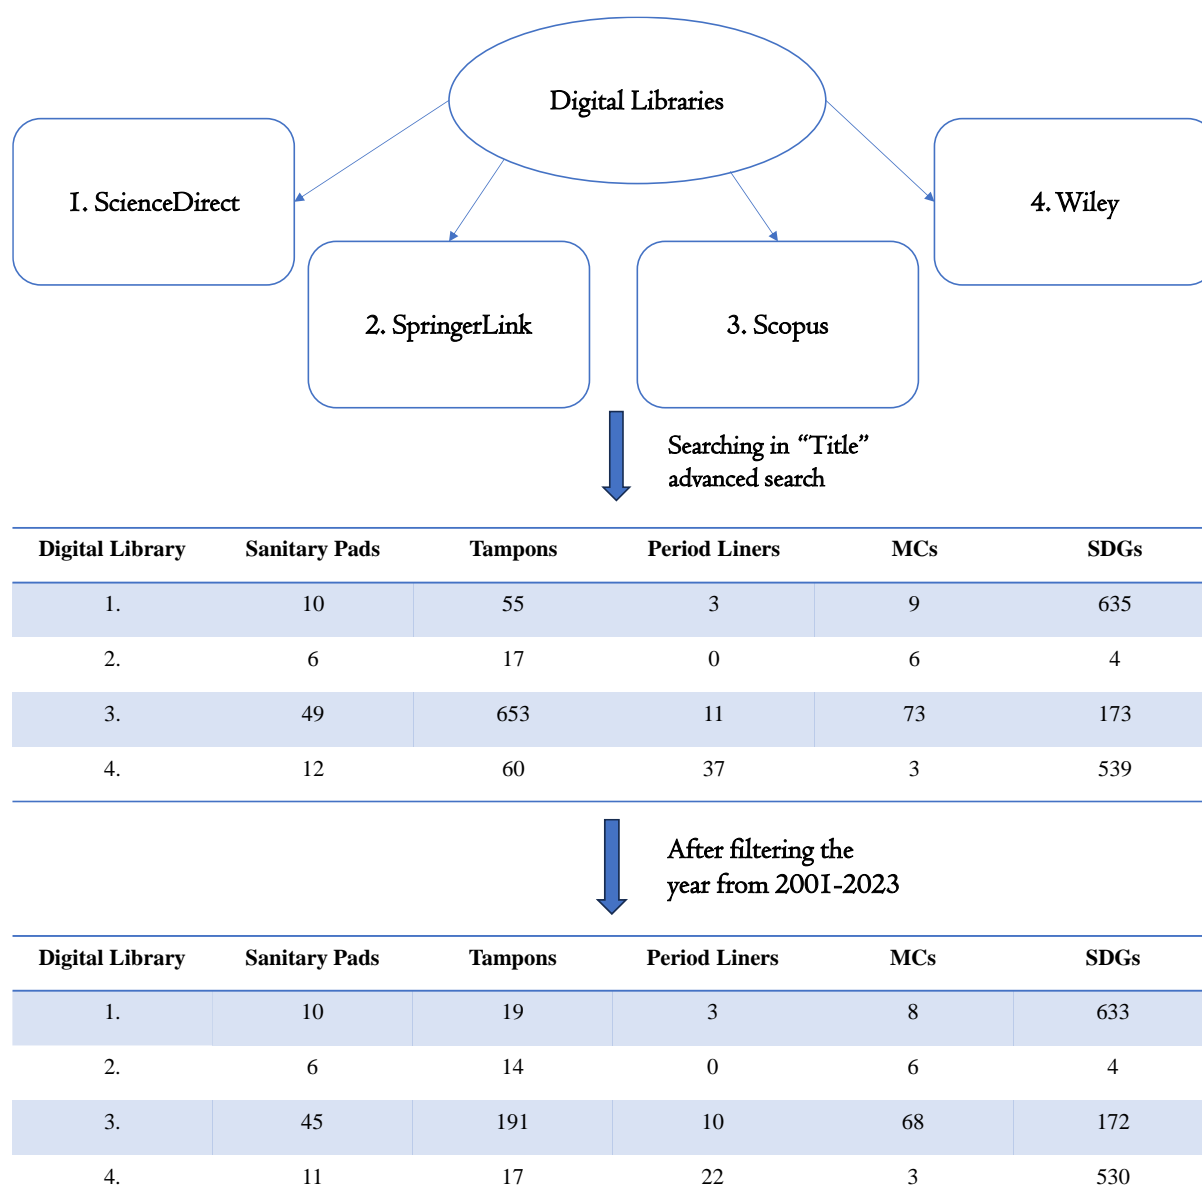 Digital Libraries
1. ScienceDirect
4. Wiley
2. SpringerLink
3. Scopus
Searching in “Title”
advanced search
Digital Library Sanitary Pads Tampons Period Liners MCs SDGs
1. 10 55 3 9 635
2. 6 17 0 6 4
3. 49 653 11 73 173
4. 12 60 37 3 539
After filtering the
year from 2001-2023
Digital Library Sanitary Pads Tampons Period Liners MCs SDGs
1. 10 19 3 8 633
2. 6 14 0 6 4
3. 45 191 10 68 172
4. 11 17 22 3 530